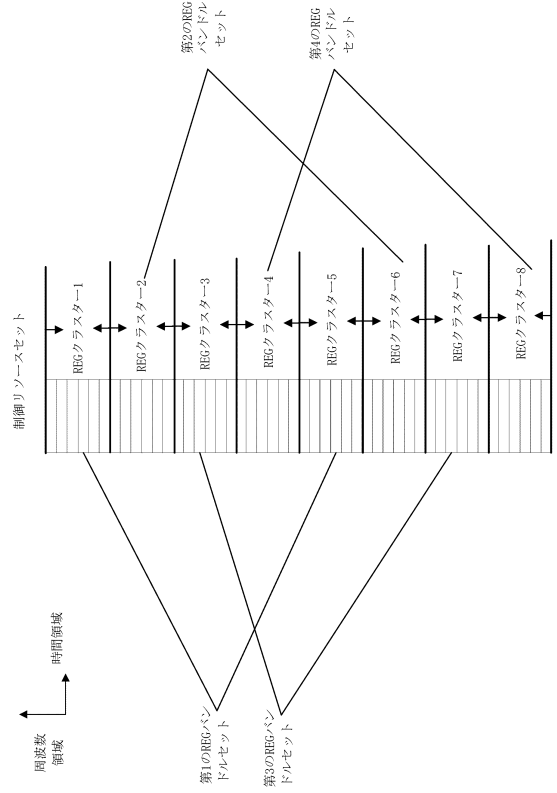 制御リソースセット
REGクラスター1
REGクラスター2
REGクラスター3
REGクラスター4
REGクラスター5
REGクラスター6
REGクラスター7
REGクラスター8
第2のREG
バンドル
セット
第4のREG
バンドル
セット
第1のREGバン
ドルセット
第3のREGバン
ドルセット
周波数
領域
時間領域